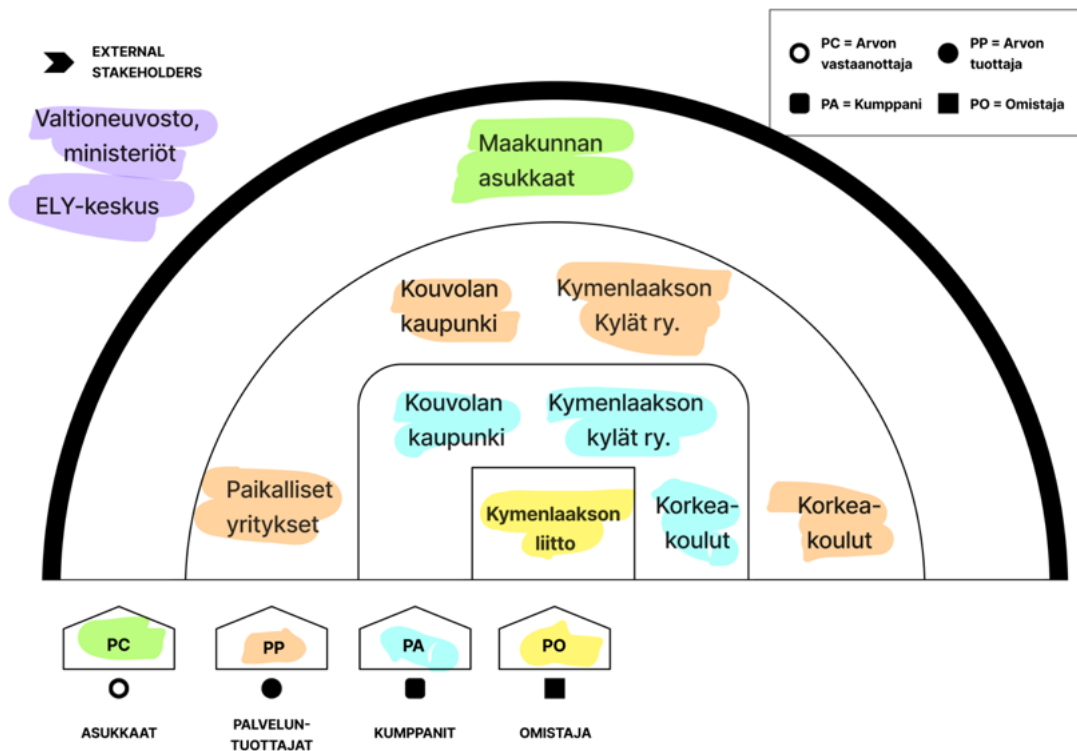 EXTERNAL
STAKEHOLDERS
PC = Arvon
vastaanottaja
PP = Arvon
tuottaja
PA = Kumppani
PO = Omistaja
Valtioneuvosto,
ministeriöt
ELY-keskus
Maakunnan
asukkaat
Kouvolan
kaupunki
Kymenlaakson
Kylät ry.
Kouvolan
kaupunki
Kymenlaakson
kylät ry.
Paikalliset
yritykset
Kymenlaakson
liitto
Korkea-
koulut
Korkea-
koulut
PC
PP
PA
PO
ASUKKAAT
PALVELUN-
TUOTTAJAT
KUMPPANIT
OMISTAJA